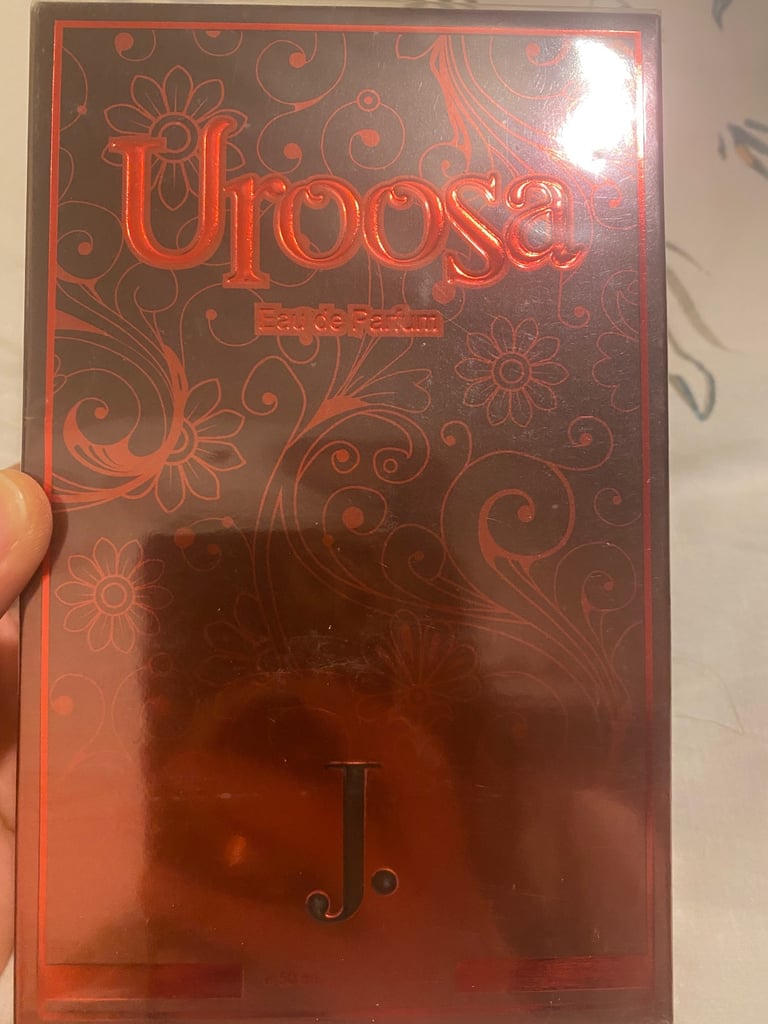 Uroosa
Eau de Parfum
J.